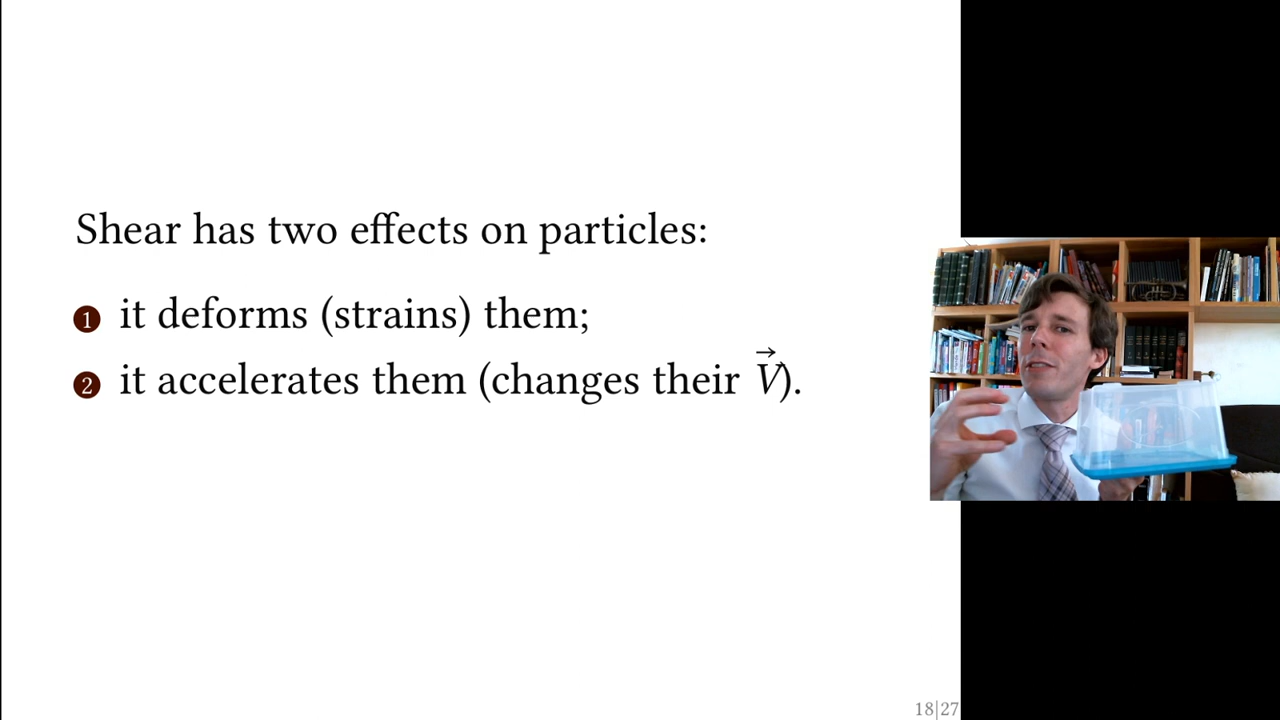 Shear has two effects on particles:
1 it deforms (strains) them;
2 it accelerates them (changes their V⃗).
18|27